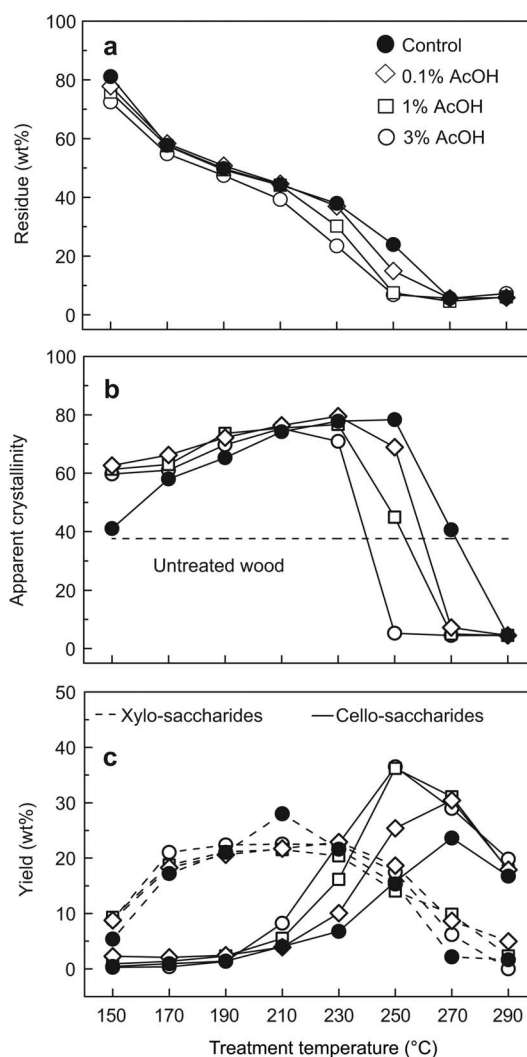 a
Control
0.1% AcOH
1% AcOH
3% AcOH
Residue (wt%)
100
80
60
40
20
0
b
Untreated wood
Apparent crystallinity
100
80
60
40
20
0
Xylo-saccharides
Cello-saccharides
c
Yield (wt%)
50
40
30
20
10
0
150 170 190 210 230 250 270 290
Treatment temperature (°C)